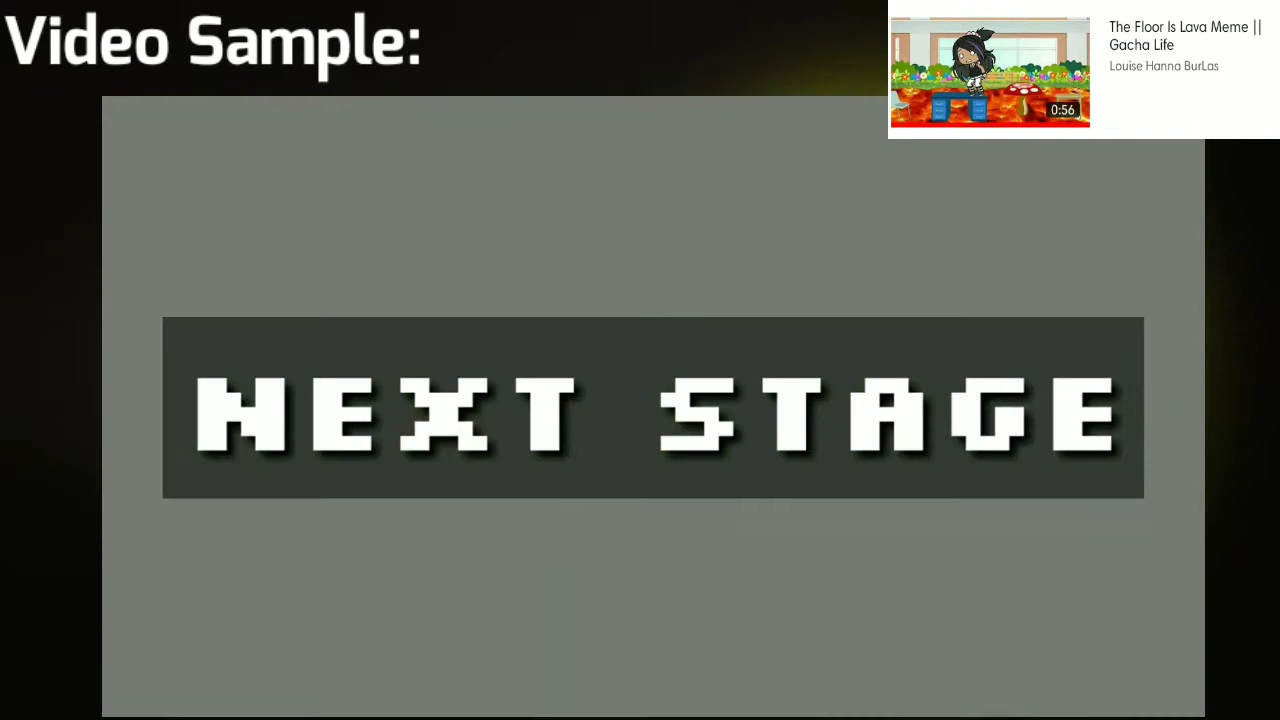 Video Sample:
The Floor Is Lava Meme ||
Gacha Life
Louise Hanna BurLas
0:56
NEXT STAGE